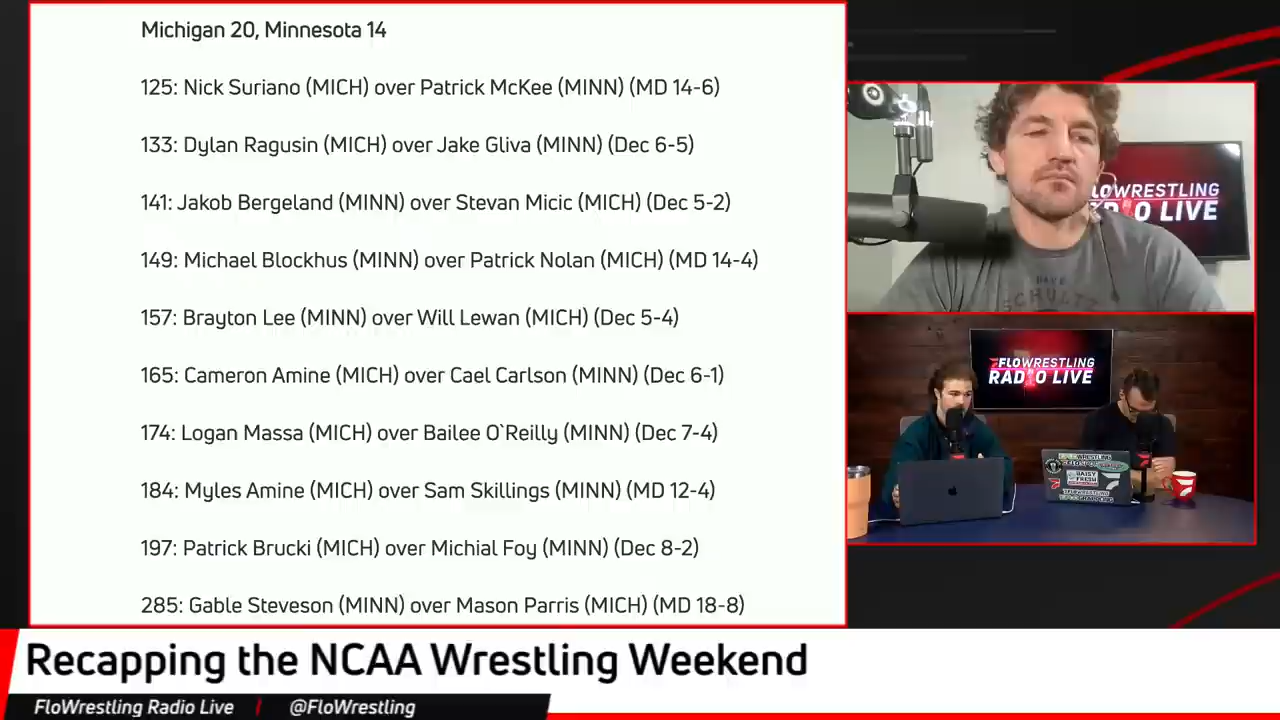 Michigan 20, Minnesota 14
125: Nick Suriano (MICH) over Patrick McKee (MINN) (MD 14-6)
133: Dylan Ragusin (MICH) over Jake Gliva (MINN) (Dec 6-5)
141: Jakob Bergeland (MINN) over Stevan Micic (MICH) (Dec 5-2)
149: Michael Blockhus (MINN) over Patrick Nolan (MICH) (MD 14-4)
157: Brayton Lee (MINN) over Will Lewan (MICH) (Dec 5-4)
165: Cameron Amine (MICH) over Cael Carlson (MINN) (Dec 6-1)
174: Logan Massa (MICH) over Bailee O`Reilly (MINN) (Dec 7-4)
184: Myles Amine (MICH) over Sam Skillings (MINN) (MD 12-4)
197: Patrick Brucki (MICH) over Michial Foy (MINN) (Dec 8-2)
285: Gable Steveson (MINN) over Mason Parris (MICH) (MD 18-8)
LOWRESTLING
O LIVE
SCHULTZ
FLOWRESTLING
RADIO LIVE
DAISY
FRESH
Recapping the NCAA Wrestling Weekend
FloWrestling Radio Live
@FloWrestling